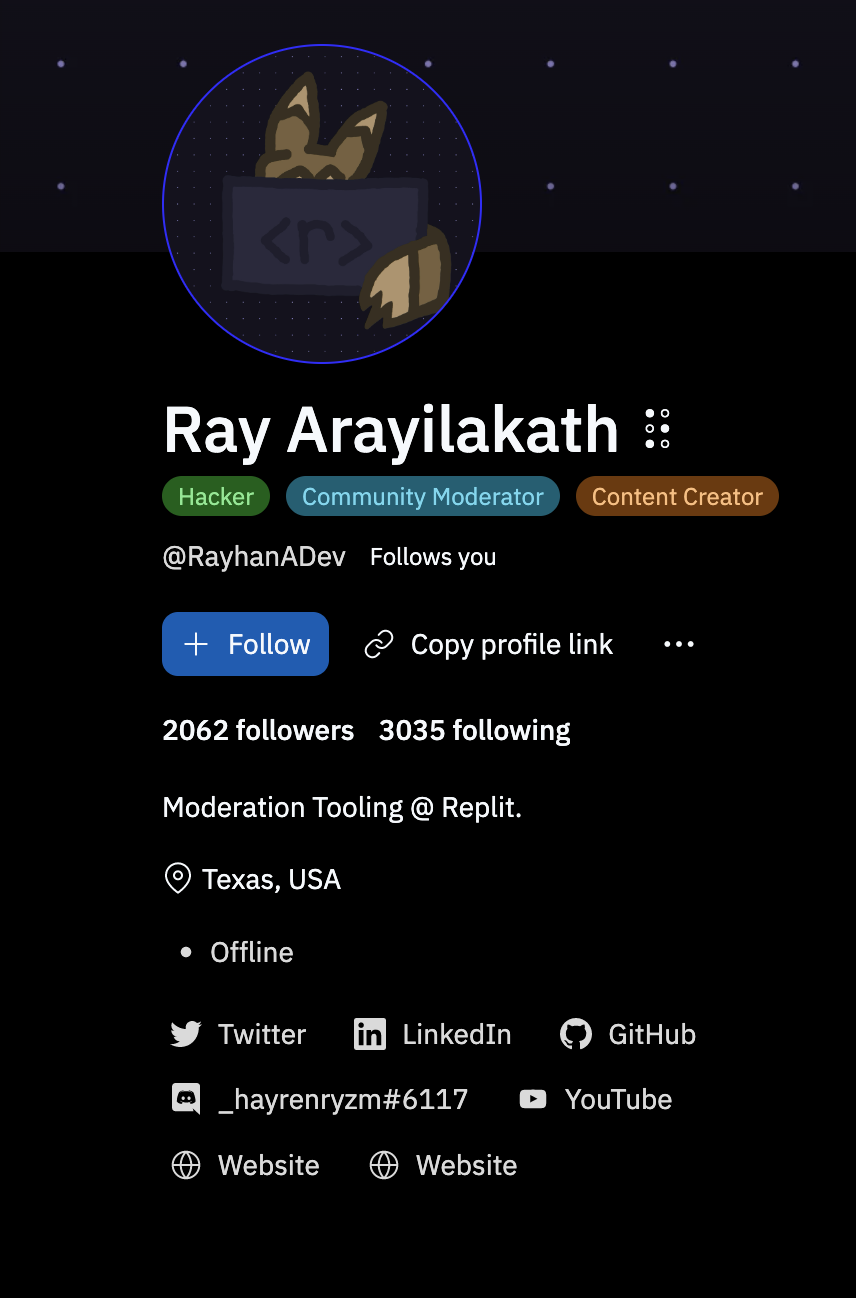 <r>
Ray Arayilakath
Hacker Community Moderator Content Creator
@RayhanADev Follows you
Follow Copy profile link
2062 followers 3035 following
Moderation Tooling @ Replit.
Texas, USA
Offline
Twitter LinkedIn GitHub
_hayrenryzm#6117 YouTube
Website Website